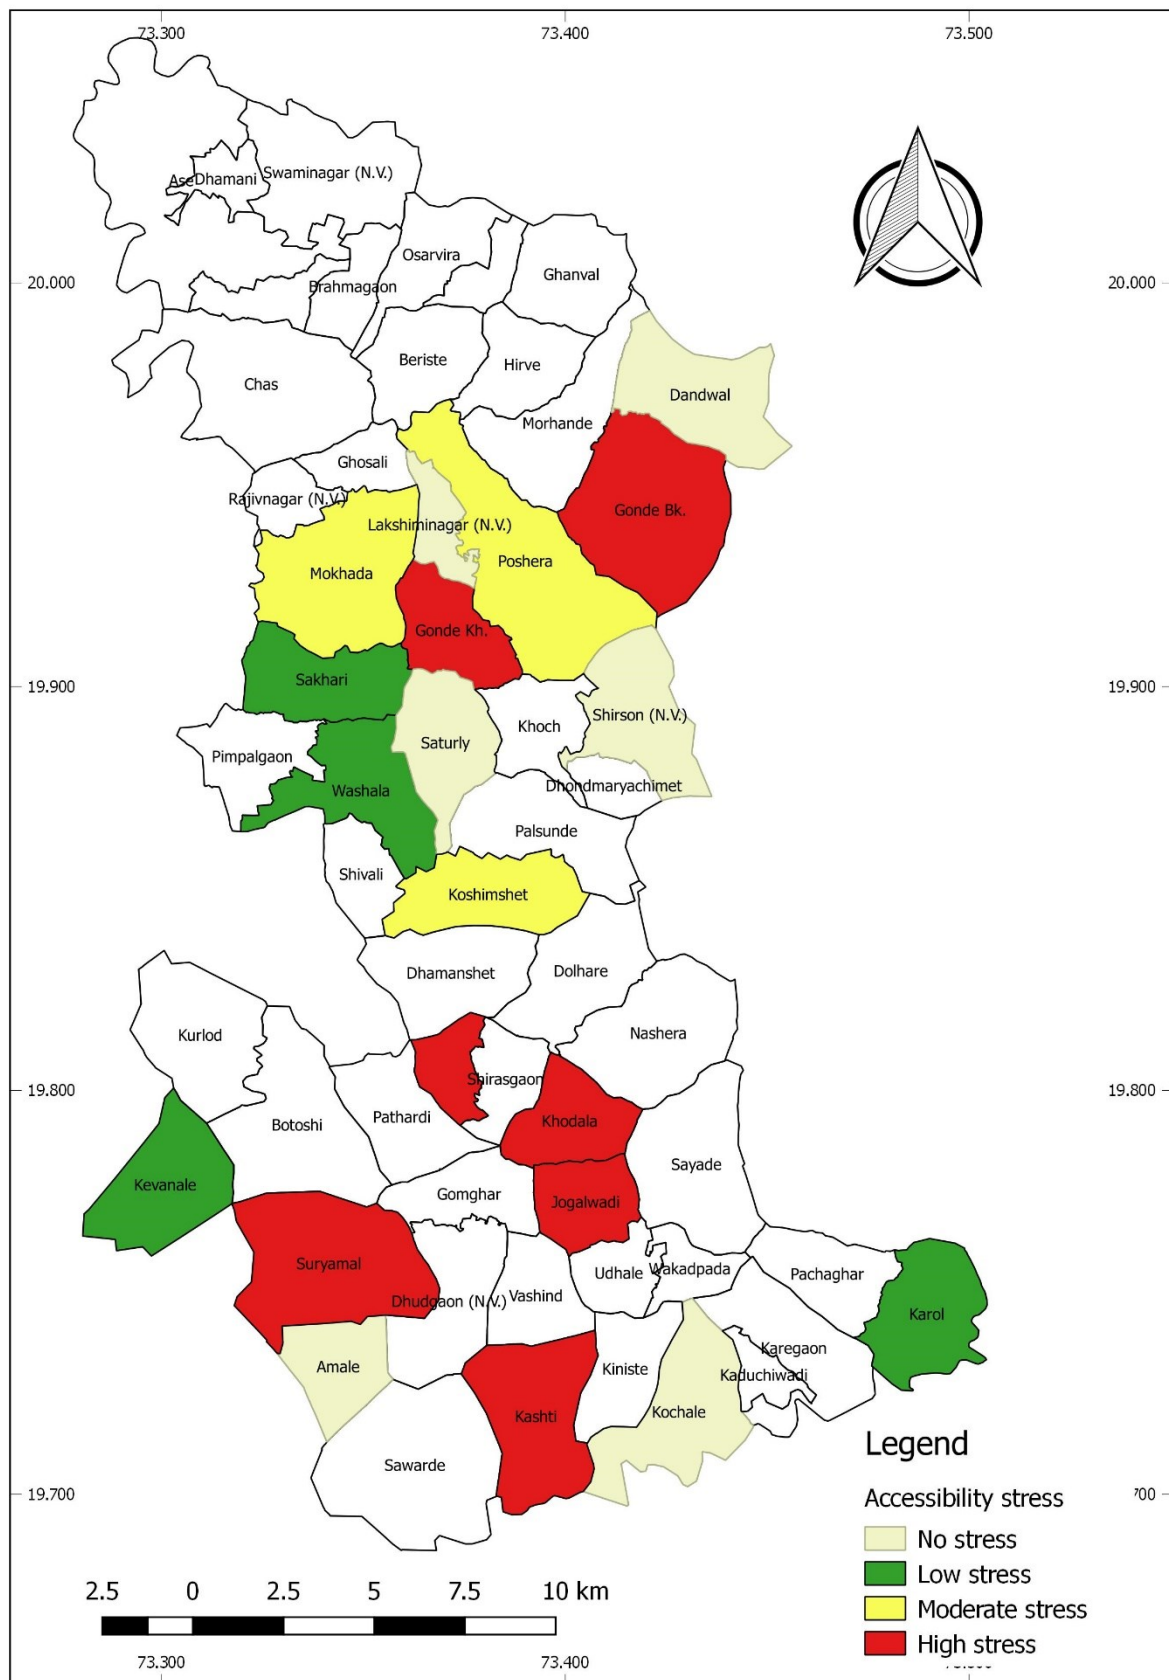 73.300 73.400 73.500
Swaminagar (N.V.)
Ase Dhamani
Osarvira
Ghanval
20.000 20.000
Brahmagaon
Beriste
Hirve
Chas
Dandwal
Morhande
Ghosali
Rajivnagar (N.V.)
Gonde Bk.
Lakshiminagar (N.V.)
Poshera
Mokhada
Gonde Kh.
Sakhari
19.900 19.900
Shirson (N.V.)
Khoch
Saturly
Pimpalgaon
Dhondmaryachimet
Washala
Palsunde
Shivali
Koshimshet
Dhamanshet
Dolhare
Kurlod
Nashera
Shirasgaon
19.800 19.800
Pathardi
Khodala
Botoshi
Sayade
Kevanale
Gomghar
Jogalwadi
Suryamal
Udhale
Wakadpada
Pachaghar
Dhudgaon (N.V.)
Vashind
Karol
Karegaon
Amale
Kiniste
Kaduchiwadi
Kochale
Kashti
Sawarde
Legend
19.700 700
Accessibility stress
No stress
Low stress
Moderate stress
High stress
2.5 0 2.5 5 7.5 10 km
73.300 73.400